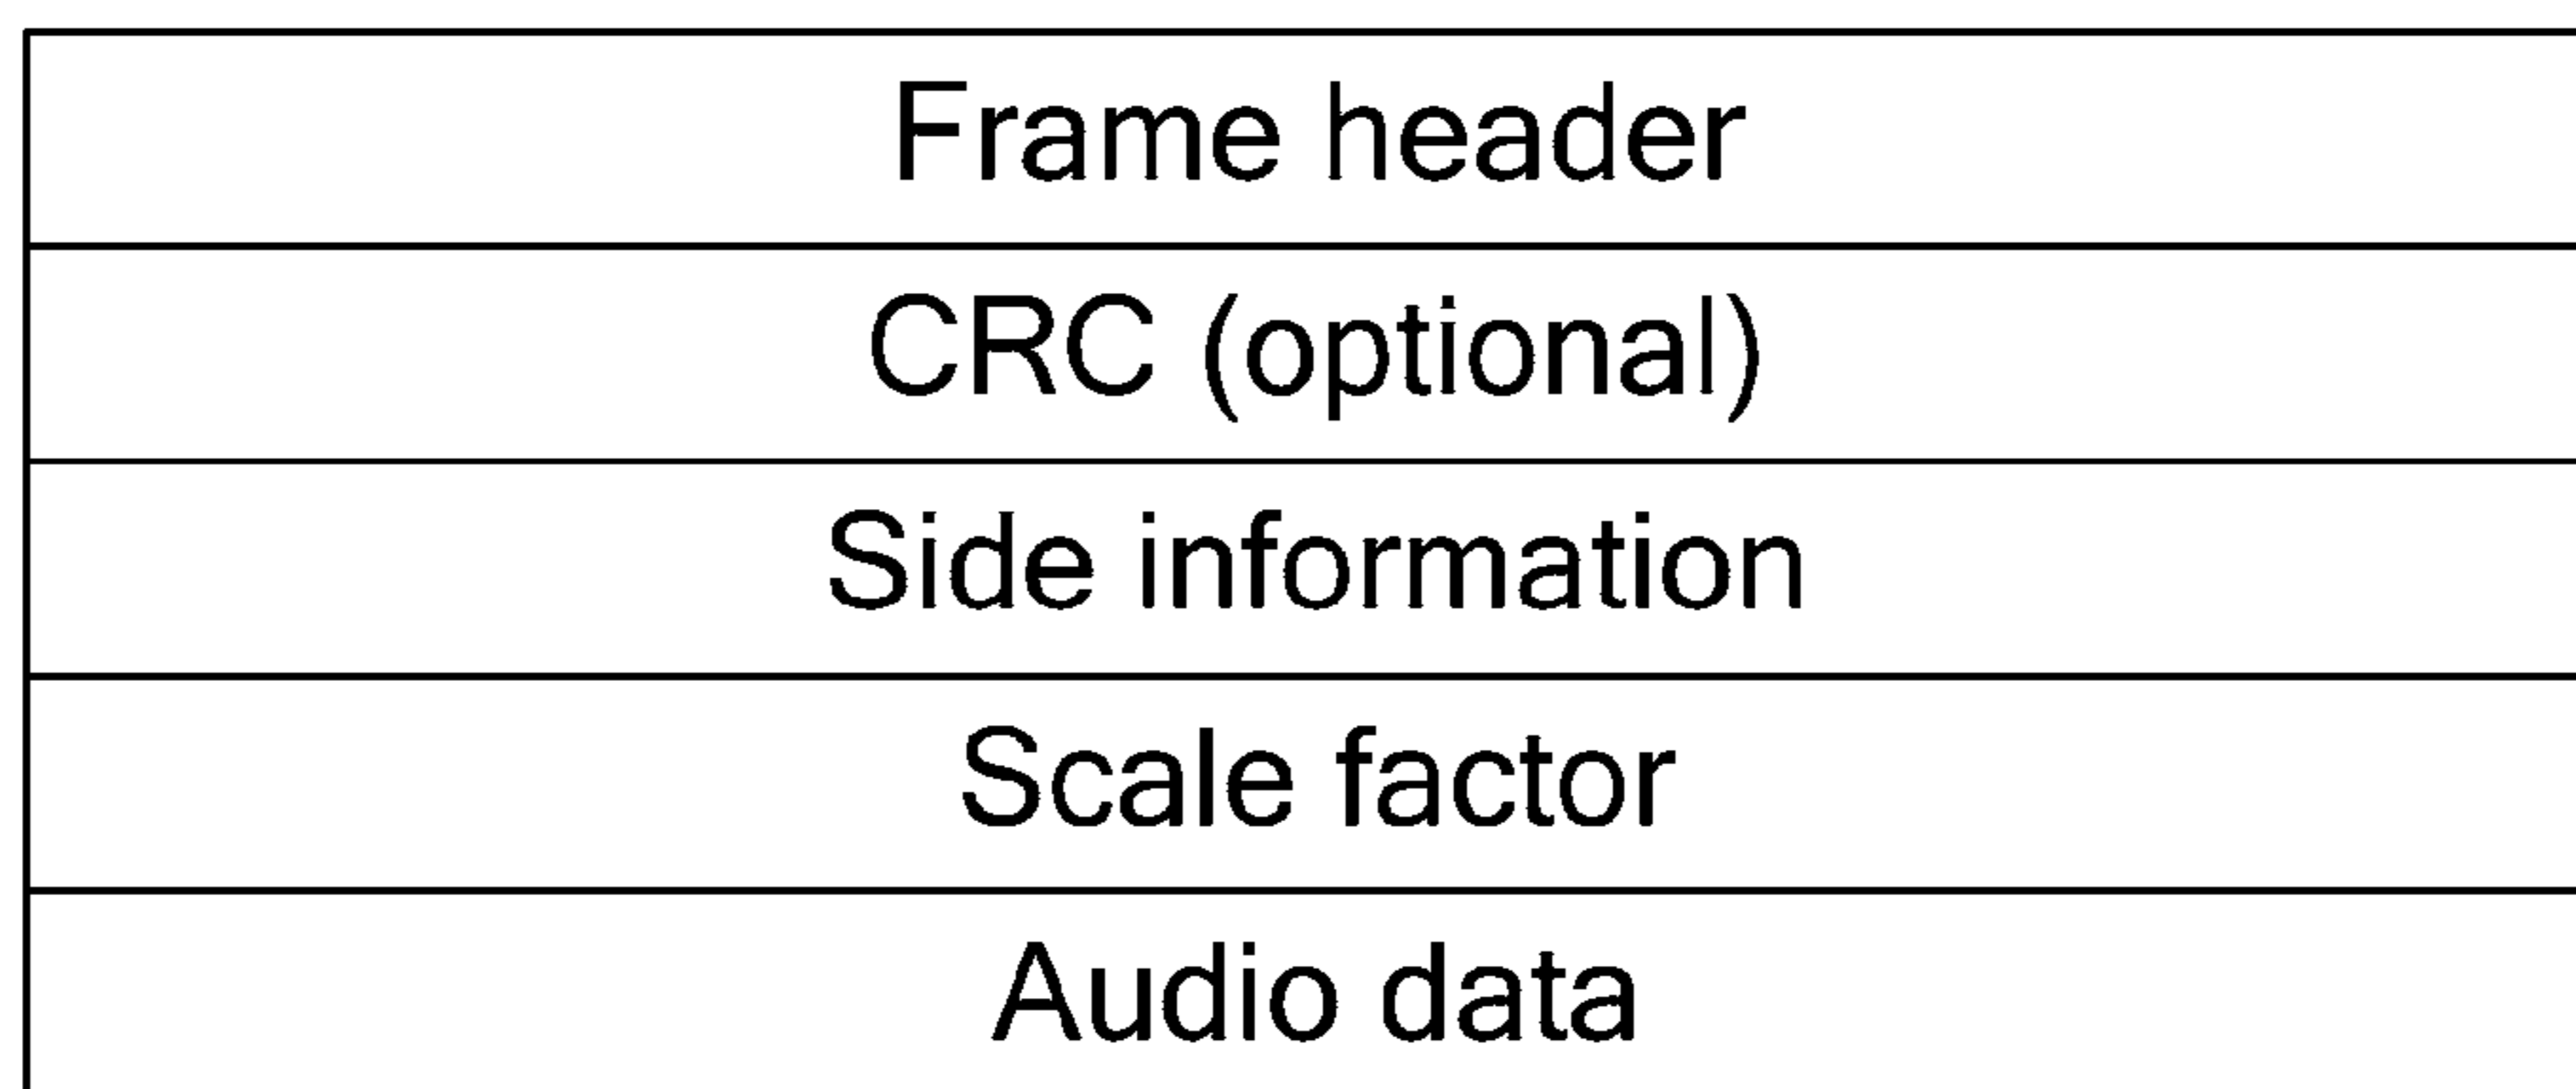 Frame header
CRC (optional)
Side information
Scale factor
Audio data